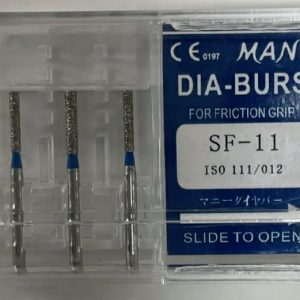 CE 0197 MAN
DIA-BURS
FOR FRICTION GRIP
SF-11
ISO 111/012
マニーダイヤバー
SLIDE TO OPEN